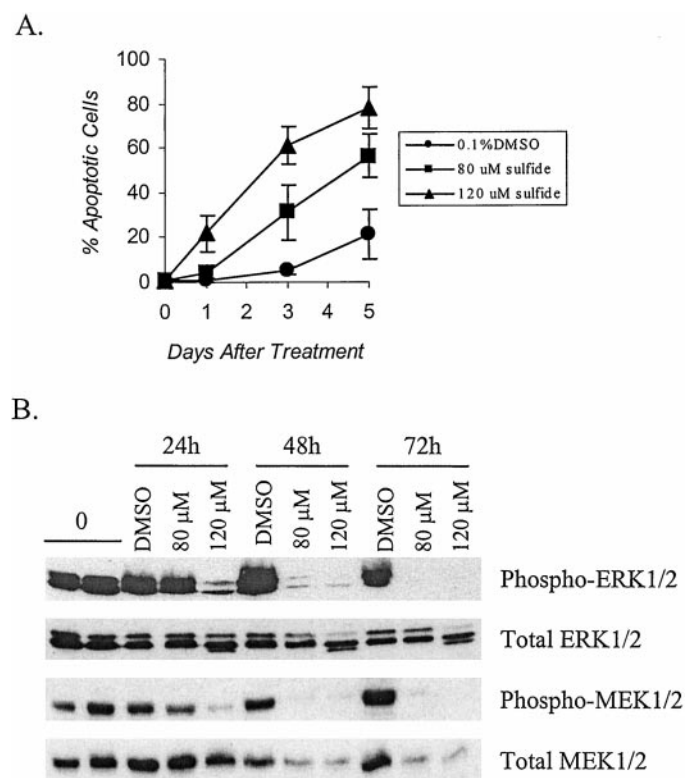 A.
100
80
60
40
20
0
% Apoptotic Cells
0 1 2 3 4 5
Days After Treatment
0.1%DMSO
80 uM sulfide
120 uM sulfide
B.
24h 48h 72h
0 DMSO 80 µM 120 µM DMSO 80 µM 120 µM DMSO 80 µM 120 µM
Phospho-ERK1/2
Total ERK1/2
Phospho-MEK1/2
Total MEK1/2